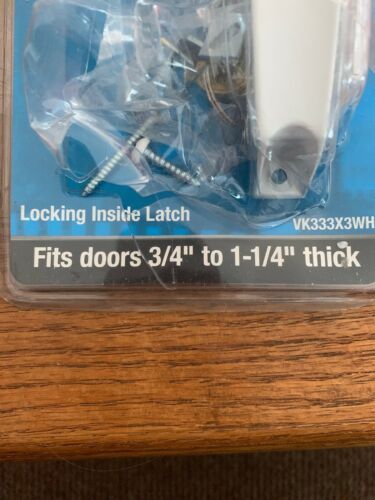 Locking Inside Latch
VK333X3WH
Fits doors 3/4" to 1-1/4" thick